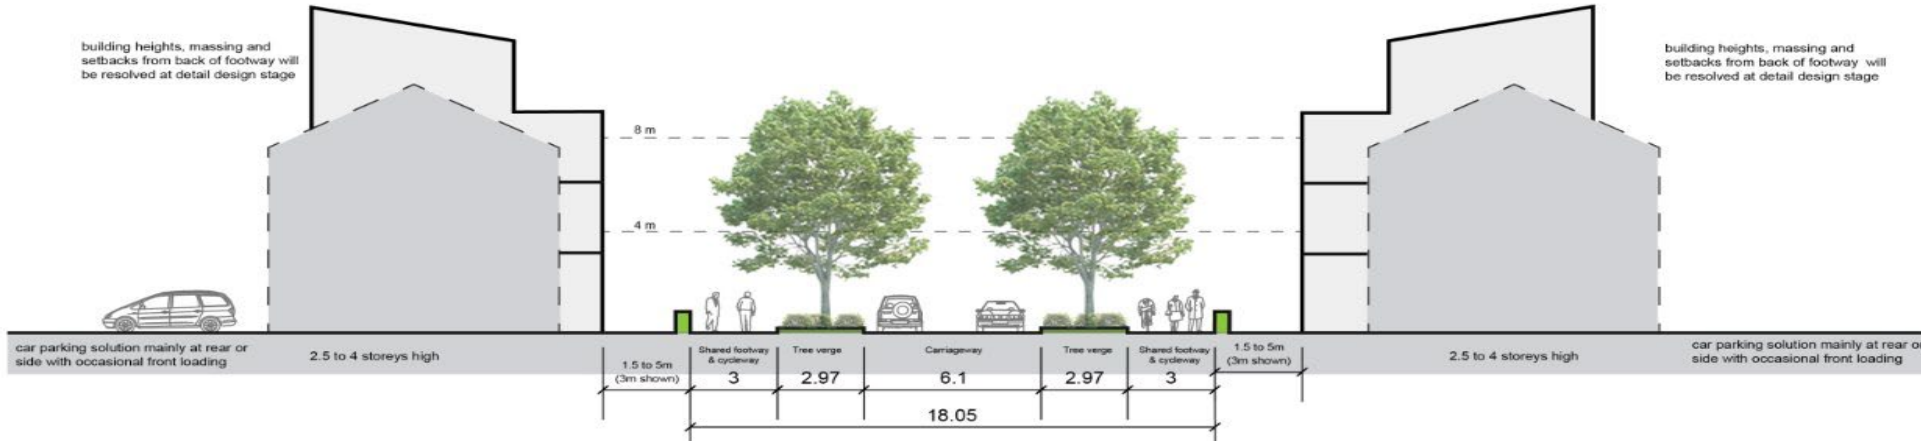 building heights, massing and
setbacks from back of footway will
be resolved at detail design stage
building heights, massing and
setbacks from back of footway will
be resolved at detail design stage
8 m
4 m
car parking solution mainly at rear or
side with occasional front loading
2.5 to 4 storeys high
1.5 to 5m
(3m shown)
Shared footway
& cycleway
3
Tree verge
2.97
Carriageway
6.1
Tree verge
2.97
Shared footway
& cycleway
3
1.5 to 5m
(3m shown)
2.5 to 4 storeys high
car parking solution mainly at rear or
side with occasional front loading
18.05